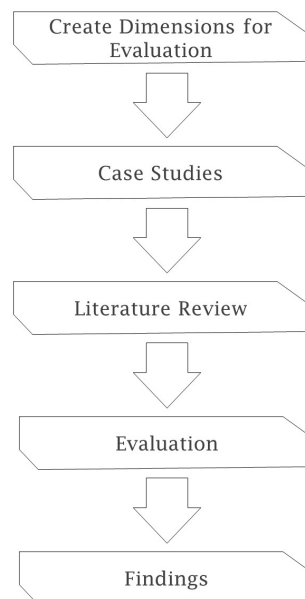 Create Dimensions for
Evaluation
Case Studies
Literature Review
Evaluation
Findings